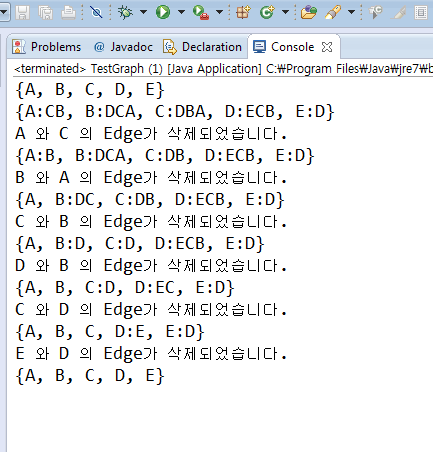 Problems @ Javadoc Declaration Console
<terminated> TestGraph (1) [Java Application] C:₩Program Files₩Java₩jre7₩b
{A, B, C, D, E}
{A:CB, B:DCA, C:DBA, D:ECB, E:D}
A 와 C 의 Edge가 삭제되었습니다.
{A:B, B:DCA, C:DB, D:ECB, E:D}
B 와 A 의 Edge가 삭제되었습니다.
{A, B:DC, C:DB, D:ECB, E:D}
C 와 B 의 Edge가 삭제되었습니다.
{A, B:D, C:D, D:ECB, E:D}
D 와 B 의 Edge가 삭제되었습니다.
{A, B, C:D, D:EC, E:D}
C 와 D 의 Edge가 삭제되었습니다.
{A, B, C, D:E, E:D}
E 와 D 의 Edge가 삭제되었습니다.
{A, B, C, D, E}